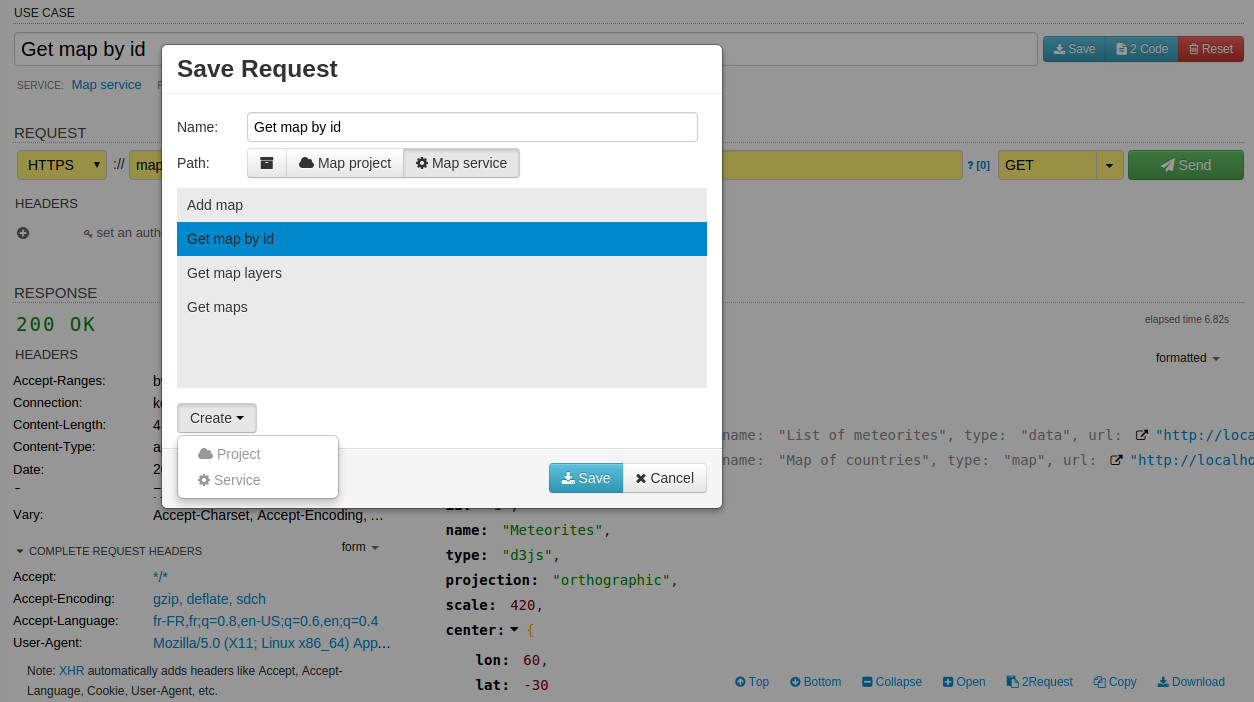 USE CASE
Get map by id
Save 2 Code Reset
SERVICE: Map service
Save Request
Name: Get map by id
Path: Map project Map service
REQUEST
HTTPS :// map ? [0] GET Send
HEADERS
set an auth
Add map
Get map by id
Get map layers
Get maps
RESPONSE
200 OK
elapsed time 6.82s
HEADERS
formatted
Accept-Ranges:
Connection:
Content-Length: 4
Content-Type: a
Date: 20
Create
Project
Service
Save Cancel
name: "List of meteorites", type: "data", url: "http://loca
name: "Map of countries", type: "map", url: "http://localho
Vary: Accept-Charset, Accept-Encoding, ...
COMPLETE REQUEST HEADERS form
Accept: */*
Accept-Encoding: gzip, deflate, sdch
Accept-Language: fr-FR,fr;q=0.8,en-US;q=0.6,en;q=0.4
User-Agent: Mozilla/5.0 (X11; Linux x86_64) App...
Note: XHR automatically adds headers like Accept, Accept-
Language, Cookie, User-Agent, etc.
name: "Meteorites",
type: "d3js",
projection: "orthographic",
scale: 420,
center: {
lon: 60,
lat: -30
Top Bottom Collapse Open 2Request Copy Download